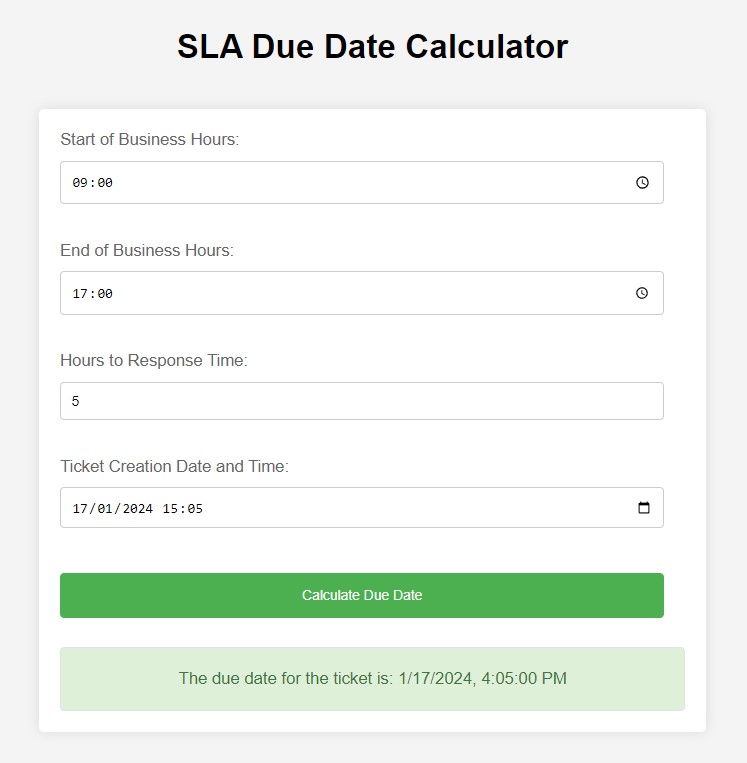 SLA Due Date Calculator
Start of Business Hours:
09:00
End of Business Hours:
17:00
Hours to Response Time:
5
Ticket Creation Date and Time:
17/01/2024 15:05
Calculate Due Date
The due date for the ticket is: 1/17/2024, 4:05:00 PM